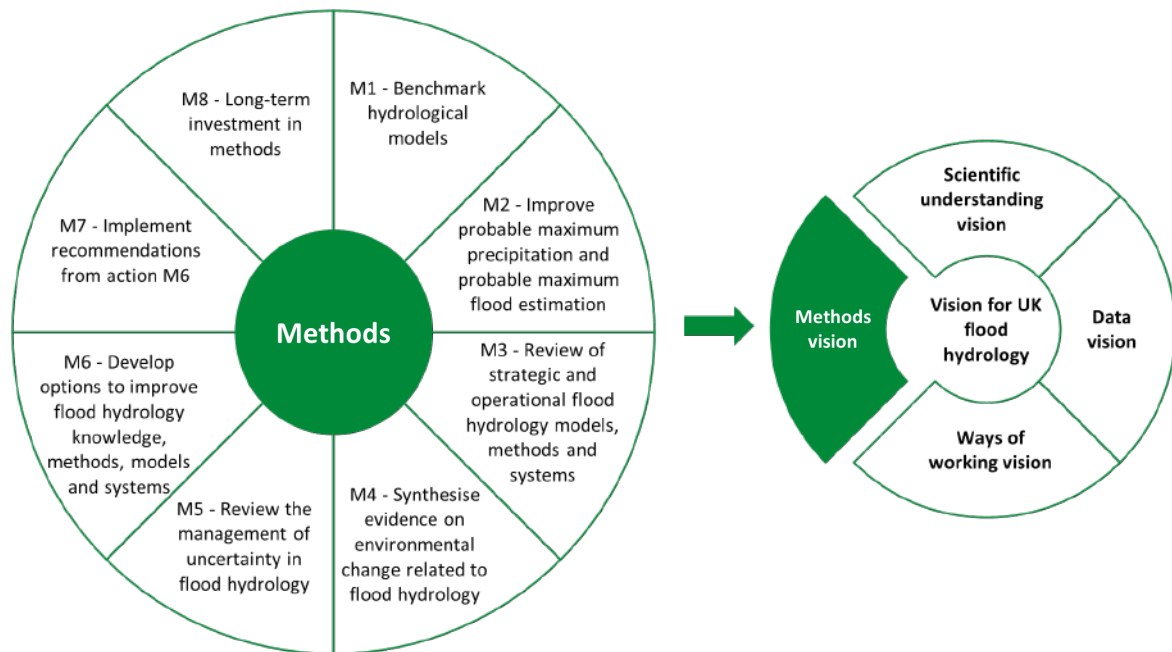 M1 - Benchmark
hydrological
models
M2 - Improve
probable maximum
precipitation and
probable maximum
flood estimation
M3 - Review of
strategic and
operational flood
hydrology models,
methods and
systems
M4 - Synthesise
evidence on
environmental
change related to
flood hydrology
M5 - Review the
management of
uncertainty in
flood hydrology
M6 - Develop
options to improve
flood hydrology
knowledge,
methods, models
and systems
M7 - Implement
recommendations
from action M6
M8 - Long-term
investment in
methods
Methods
Methods
vision
Scientific
understanding
vision
Data
vision
Ways of
working vision
Vision for UK
flood
hydrology